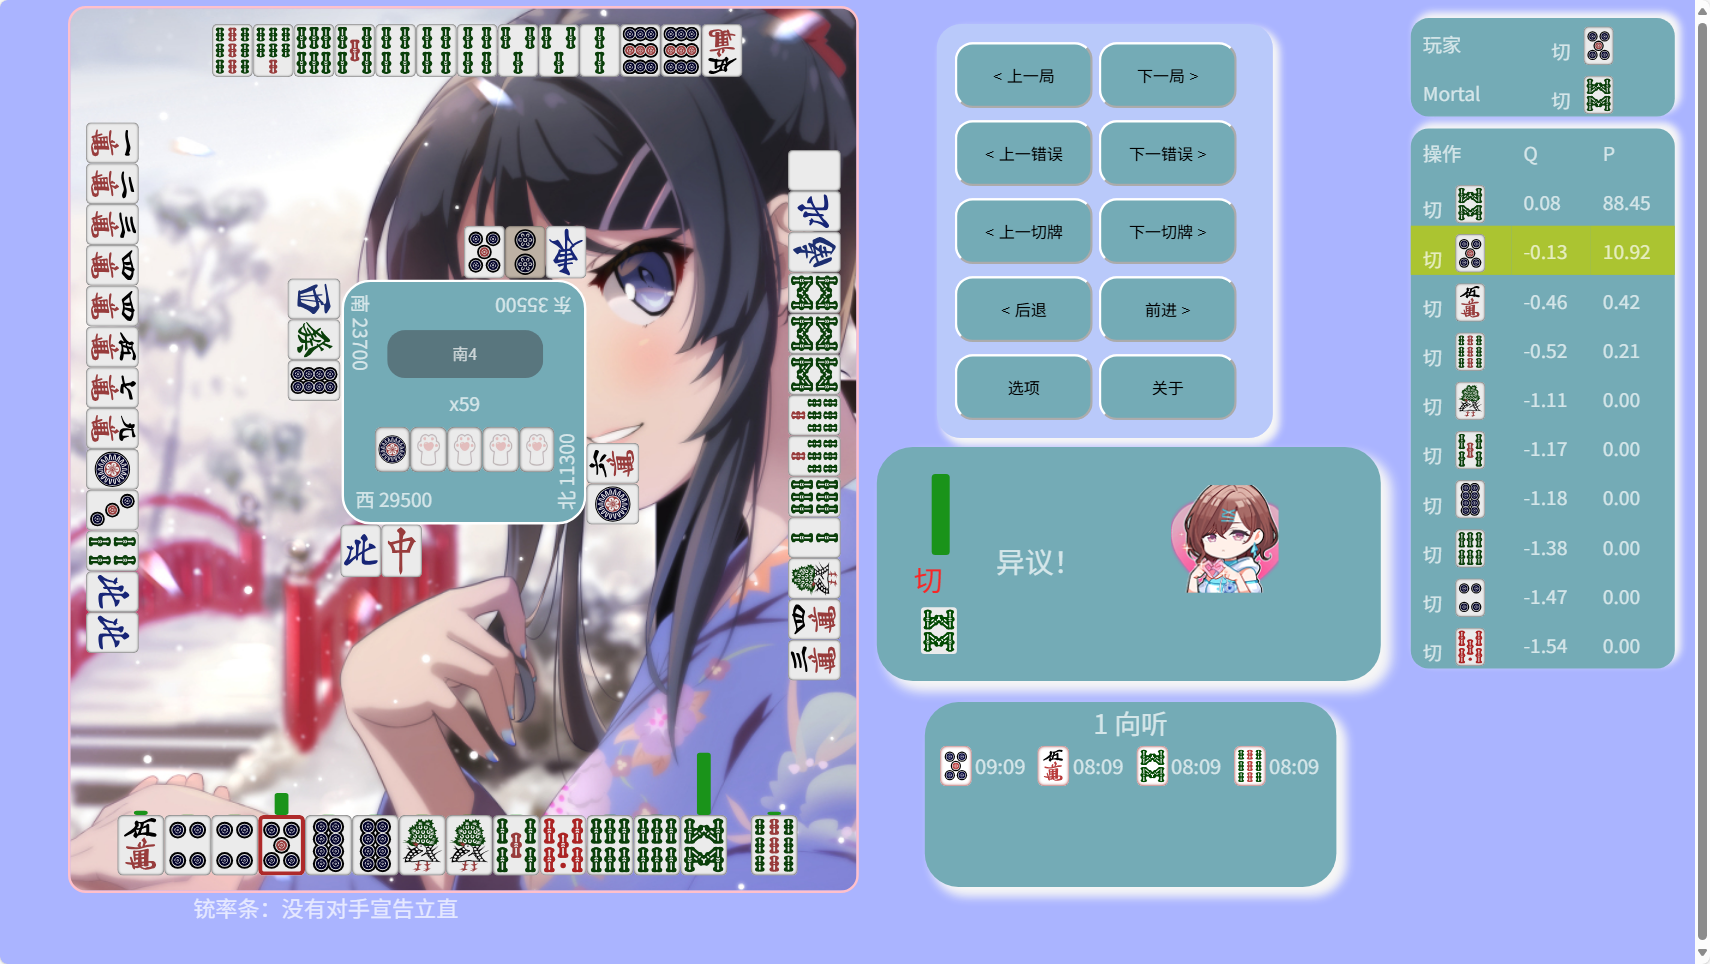 南 23700
东 35500
南4
x59
西 29500
北 11300
铳率条：没有对手宣告立直
< 上一局
下一局 >
< 上一错误
下一错误 >
< 上一切牌
下一切牌 >
< 后退
前进 >
选项
关于
切
异议！
1 向听
09:09 08:09 08:09 08:09
玩家 切
Mortal 切
操作 Q P
切 0.08 88.45
切 -0.13 10.92
切 -0.46 0.42
切 -0.52 0.21
切 -1.11 0.00
切 -1.17 0.00
切 -1.18 0.00
切 -1.38 0.00
切 -1.47 0.00
切 -1.54 0.00